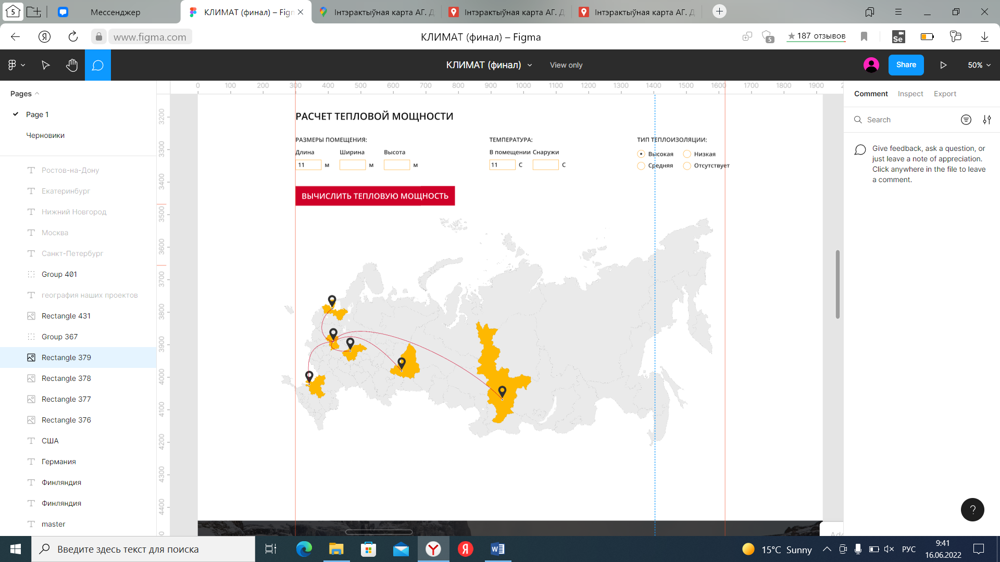 5
Мессенджер
КЛИМАТ (финал) – Fig
Інтэрактыўная карта АГ. Д
Інтэрактыўная карта АГ. Д
Інтэрактыўная карта АГ. Д
www.figma.com
КЛИМАТ (финал) – Figma
5
★187 отзывов
Se
КЛИМАТ (финал)
View only
Share
50%
Pages
Page 1
Черновики
Ростов-на-Дону
Екатеринбург
Нижний Новгород
Москва
Санкт-Петербург
Group 401
география наших проектов
Rectangle 431
Group 367
Rectangle 379
Rectangle 378
Rectangle 377
Rectangle 376
США
Германия
Финляндия
Финляндия
master
0 100 200 300 400 500 600 700 800 900 1000 1100 1200 1300 1400 1500 1600 1700 1800 1900
3200
3300
3400
3500
3600
3700
3800
3900
4000
4100
4200
4300
4400
РАСЧЕТ ТЕПЛОВОЙ МОЩНОСТИ
РАЗМЕРЫ ПОМЕЩЕНИЯ:
ТЕМПЕРАТУРА:
ТИП ТЕПЛОИЗОЛЯЦИИ:
Длина Ширина Высота
В помещении Снаружи
Высокая Низкая
11 м м м
11 С С
Средняя Отсутствует
ВЫЧИСЛИТЬ ТЕПЛОВУЮ МОЩНОСТЬ
Comment Inspect Export
Search
Give feedback, ask a question, or
just leave a note of appreciation.
Click anywhere in the file to leave
a comment.
?
Введите здесь текст для поиска
15°C Sunny
РУС
9:41
16.06.2022